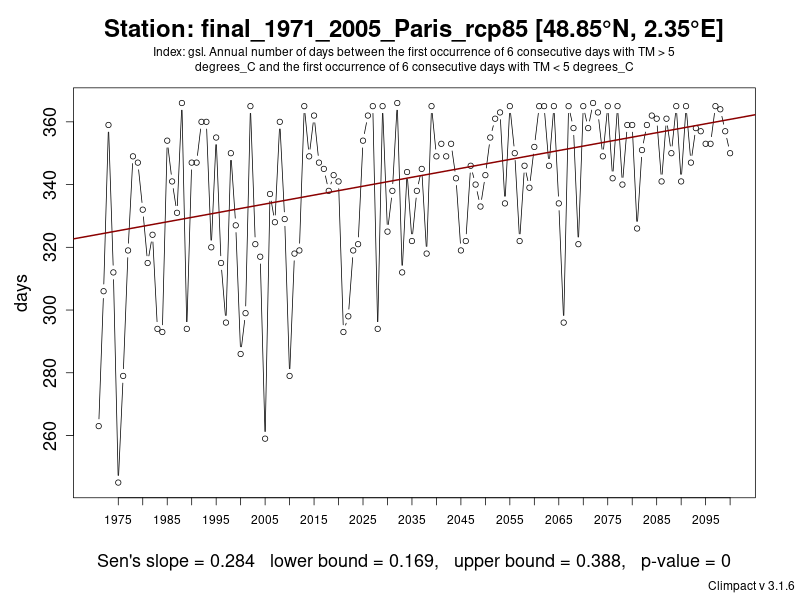 Station: final_1971_2005_Paris_rcp85 [48.85°N, 2.35°E]
Index: gsl. Annual number of days between the first occurrence of 6 consecutive days with TM > 5
degrees_C and the first occurrence of 6 consecutive days with TM < 5 degrees_C
360
340
320
300
280
260
days
1975 1985 1995 2005 2015 2025 2035 2045 2055 2065 2075 2085 2095
Sen's slope = 0.284 lower bound = 0.169, upper bound = 0.388, p-value = 0
Climpact v 3.1.6